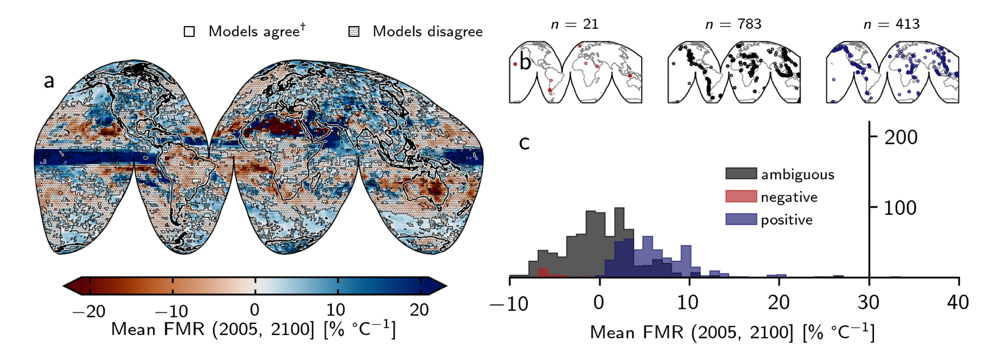 Models agree† Models disagree
a
−20 −10 0 10 20
Mean FMR (2005, 2100) [% °C⁻¹]
n = 21 n = 783 n = 413
b
c
200
100
ambiguous
negative
positive
−10 0 10 20 30 40
Mean FMR (2005, 2100) [% °C⁻¹]